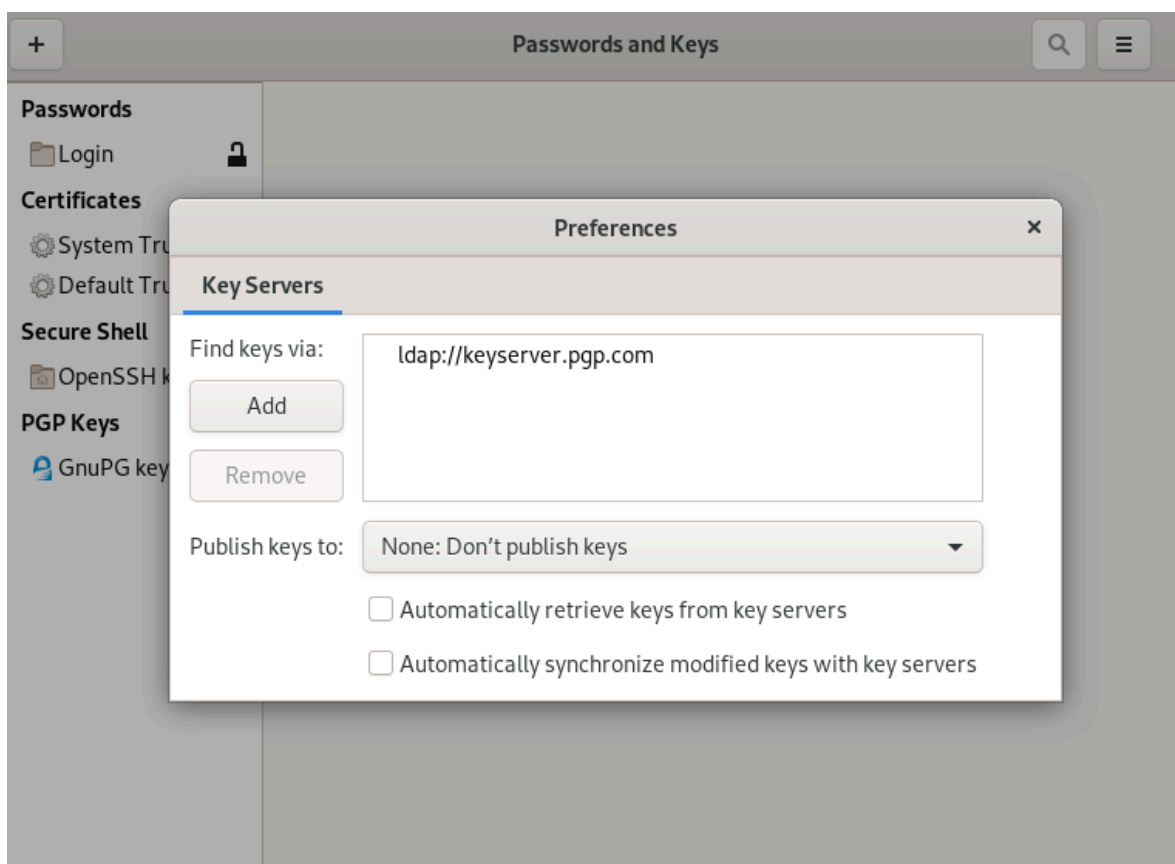 +
Passwords and Keys
Passwords
Login
Certificates
System Tru
Default Tru
Secure Shell
OpenSSH k
PGP Keys
GnuPG key
Preferences
×
Key Servers
Find keys via:
ldap://keyserver.pgp.com
Add
Remove
Publish keys to:
None: Don’t publish keys
Automatically retrieve keys from key servers
Automatically synchronize modified keys with key servers